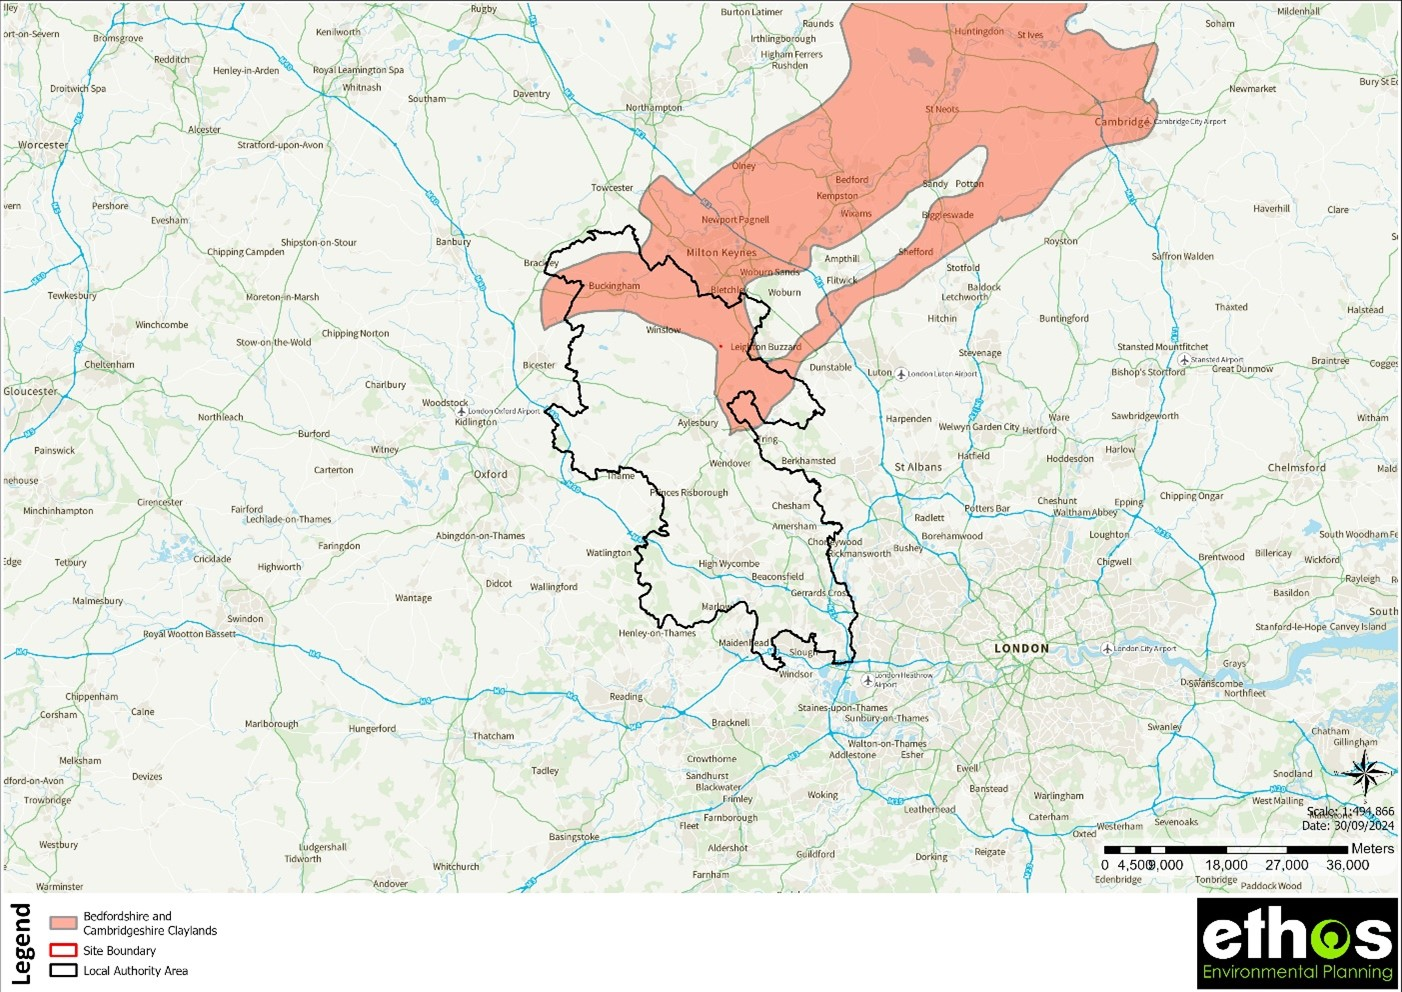 Rugby
Burton Latimer
Raunds
Mildenhall
Soham
Bromsgrove
Kenilworth
Irthlingborough
Huntingdon
St Ives
Redditch
Henley-in-Arden
Royal Leamington Spa
Higham Ferrers
Rushden
Droitwich Spa
Whitnash
Southam
Daventry
Northampton
St Neots
Newmarket
Alcester
Cambridge
Cambridge City Airport
Worcester
Stratford-upon-Avon
Olney
Bedford
Kempston
Sandy
Potton
Towcester
Pershore
Evesham
Newport Pagnell
Wixams
Biggleswade
Haverhill
Clare
Chipping Campden
Shipston-on-Stour
Banbury
Milton Keynes
Shefford
Royston
Saffron Walden
Brackley
Ampthill
Woburn Sands
Flitwick
Stotfold
Tewkesbury
Moreton-in-Marsh
Buckingham
Bletchley
Woburn
Baldock
Letchworth
Thaxted
Halstead
Winchcombe
Chipping Norton
Winslow
Hitchin
Buntingford
Stow-on-the-Wold
Leighton Buzzard
Stevenage
Stansted Mountfitchet
Stansted Airport
Cheltenham
Bicester
Dunstable
Luton
London Luton Airport
Bishop's Stortford
Great Dunmow
Braintree
Gloucester
Charlbury
Woodstock
London Oxford Airport
Kidlington
Northleach
Aylesbury
Harpenden
Ware
Sawbridgeworth
Witham
Welwyn Garden City
Hertford
Burford
Tring
Painswick
Witney
Oxford
Hatfield
Hoddesdon
Harlow
Carterton
Thame
Wendover
Berkhamsted
St Albans
Chelmsford
Minchinhampton
Cirencester
Fairford
Lechlade-on-Thames
Princes Risborough
Chesham
Cheshunt
Waltham Abbey
Epping
Chipping Ongar
Potters Bar
Radlett
Borehamwood
Amersham
Abingdon-on-Thames
Faringdon
Chorleywood
Rickmansworth
Bushey
Loughton
Tetbury
Cricklade
Highworth
Watlington
High Wycombe
Beaconsfield
Chigwell
Brentwood
Billericay
Wickford
Malmesbury
Wantage
Didcot
Wallingford
Gerrards Cross
Rayleigh
Basildon
Swindon
Marlow
Royal Wootton Bassett
Henley-on-Thames
Maidenhead
Slough
LONDON
London City Airport
Stanford-le-Hope
Canvey Island
Windsor
London Heathrow
Airport
Grays
Swanscombe
Northfleet
Chippenham
Corsham
Calne
Marlborough
Hungerford
Reading
Thatcham
Bracknell
Staines-upon-Thames
Sunbury-on-Thames
Swanley
Chatham
Gillingham
Walton-on-Thames
Addlestone
Esher
Melksham
Devizes
Crowthorne
Sandhurst
Blackwater
Frimley
Tadley
Ewell
Banstead
Snodland
West Malling
Trowbridge
Woking
Leatherhead
Warlingham
Caterham
Oxted
Westerham
Sevenoaks
Farnborough
Fleet
Basingstoke
Westbury
Ludgershall
Tidworth
Whitchurch
Aldershot
Farnham
Guildford
Dorking
Reigate
Edenbridge
Tonbridge
Paddock Wood
Warminster
Andover
Scale: 1:494,866
Date: 30/09/2024
Meters
0 4,500 9,000 18,000 27,000 36,000
Legend
Bedfordshire and
Cambridgeshire Claylands
Site Boundary
Local Authority Area
ethos
Environmental Planning